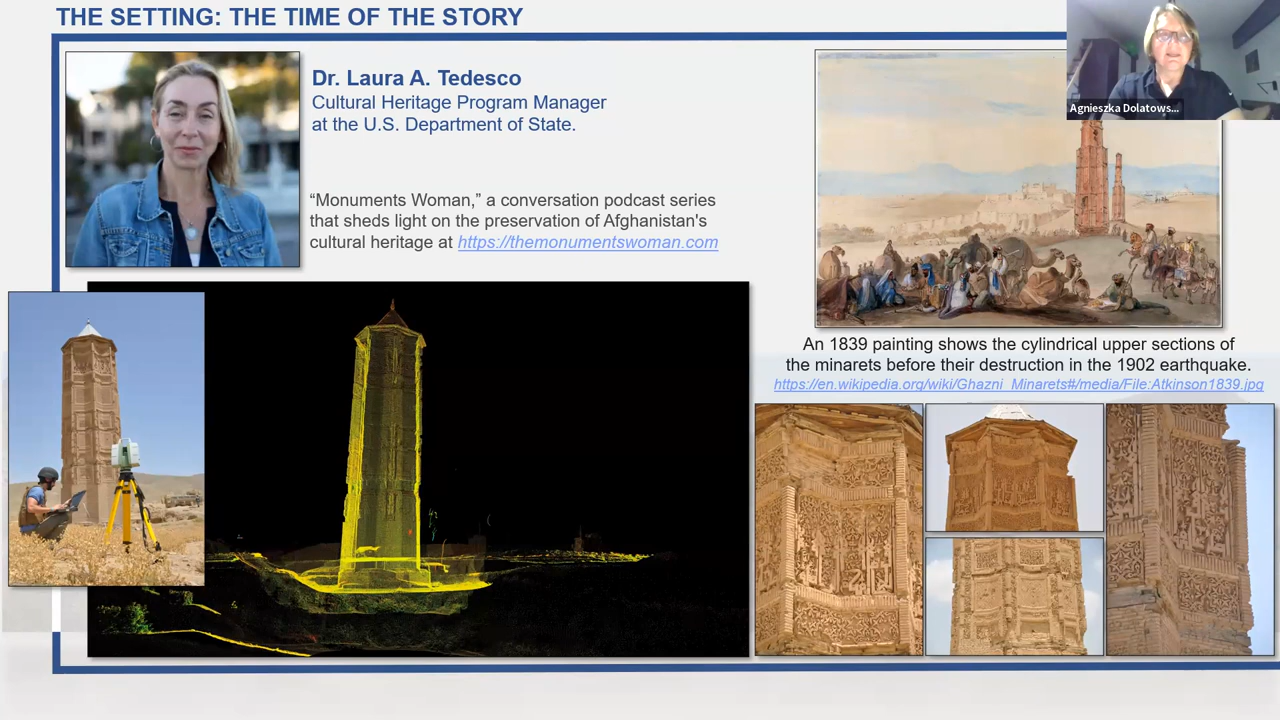 THE SETTING: THE TIME OF THE STORY
Dr. Laura A. Tedesco
Cultural Heritage Program Manager
at the U.S. Department of State.
“Monuments Woman,” a conversation podcast series
that sheds light on the preservation of Afghanistan's
cultural heritage at https://themonumentswoman.com
Agnieszka Dolatows...
An 1839 painting shows the cylindrical upper sections of
the minarets before their destruction in the 1902 earthquake.
https://en.wikipedia.org/wiki/Ghazni_Minarets#/media/File:Atkinson1839.jpg